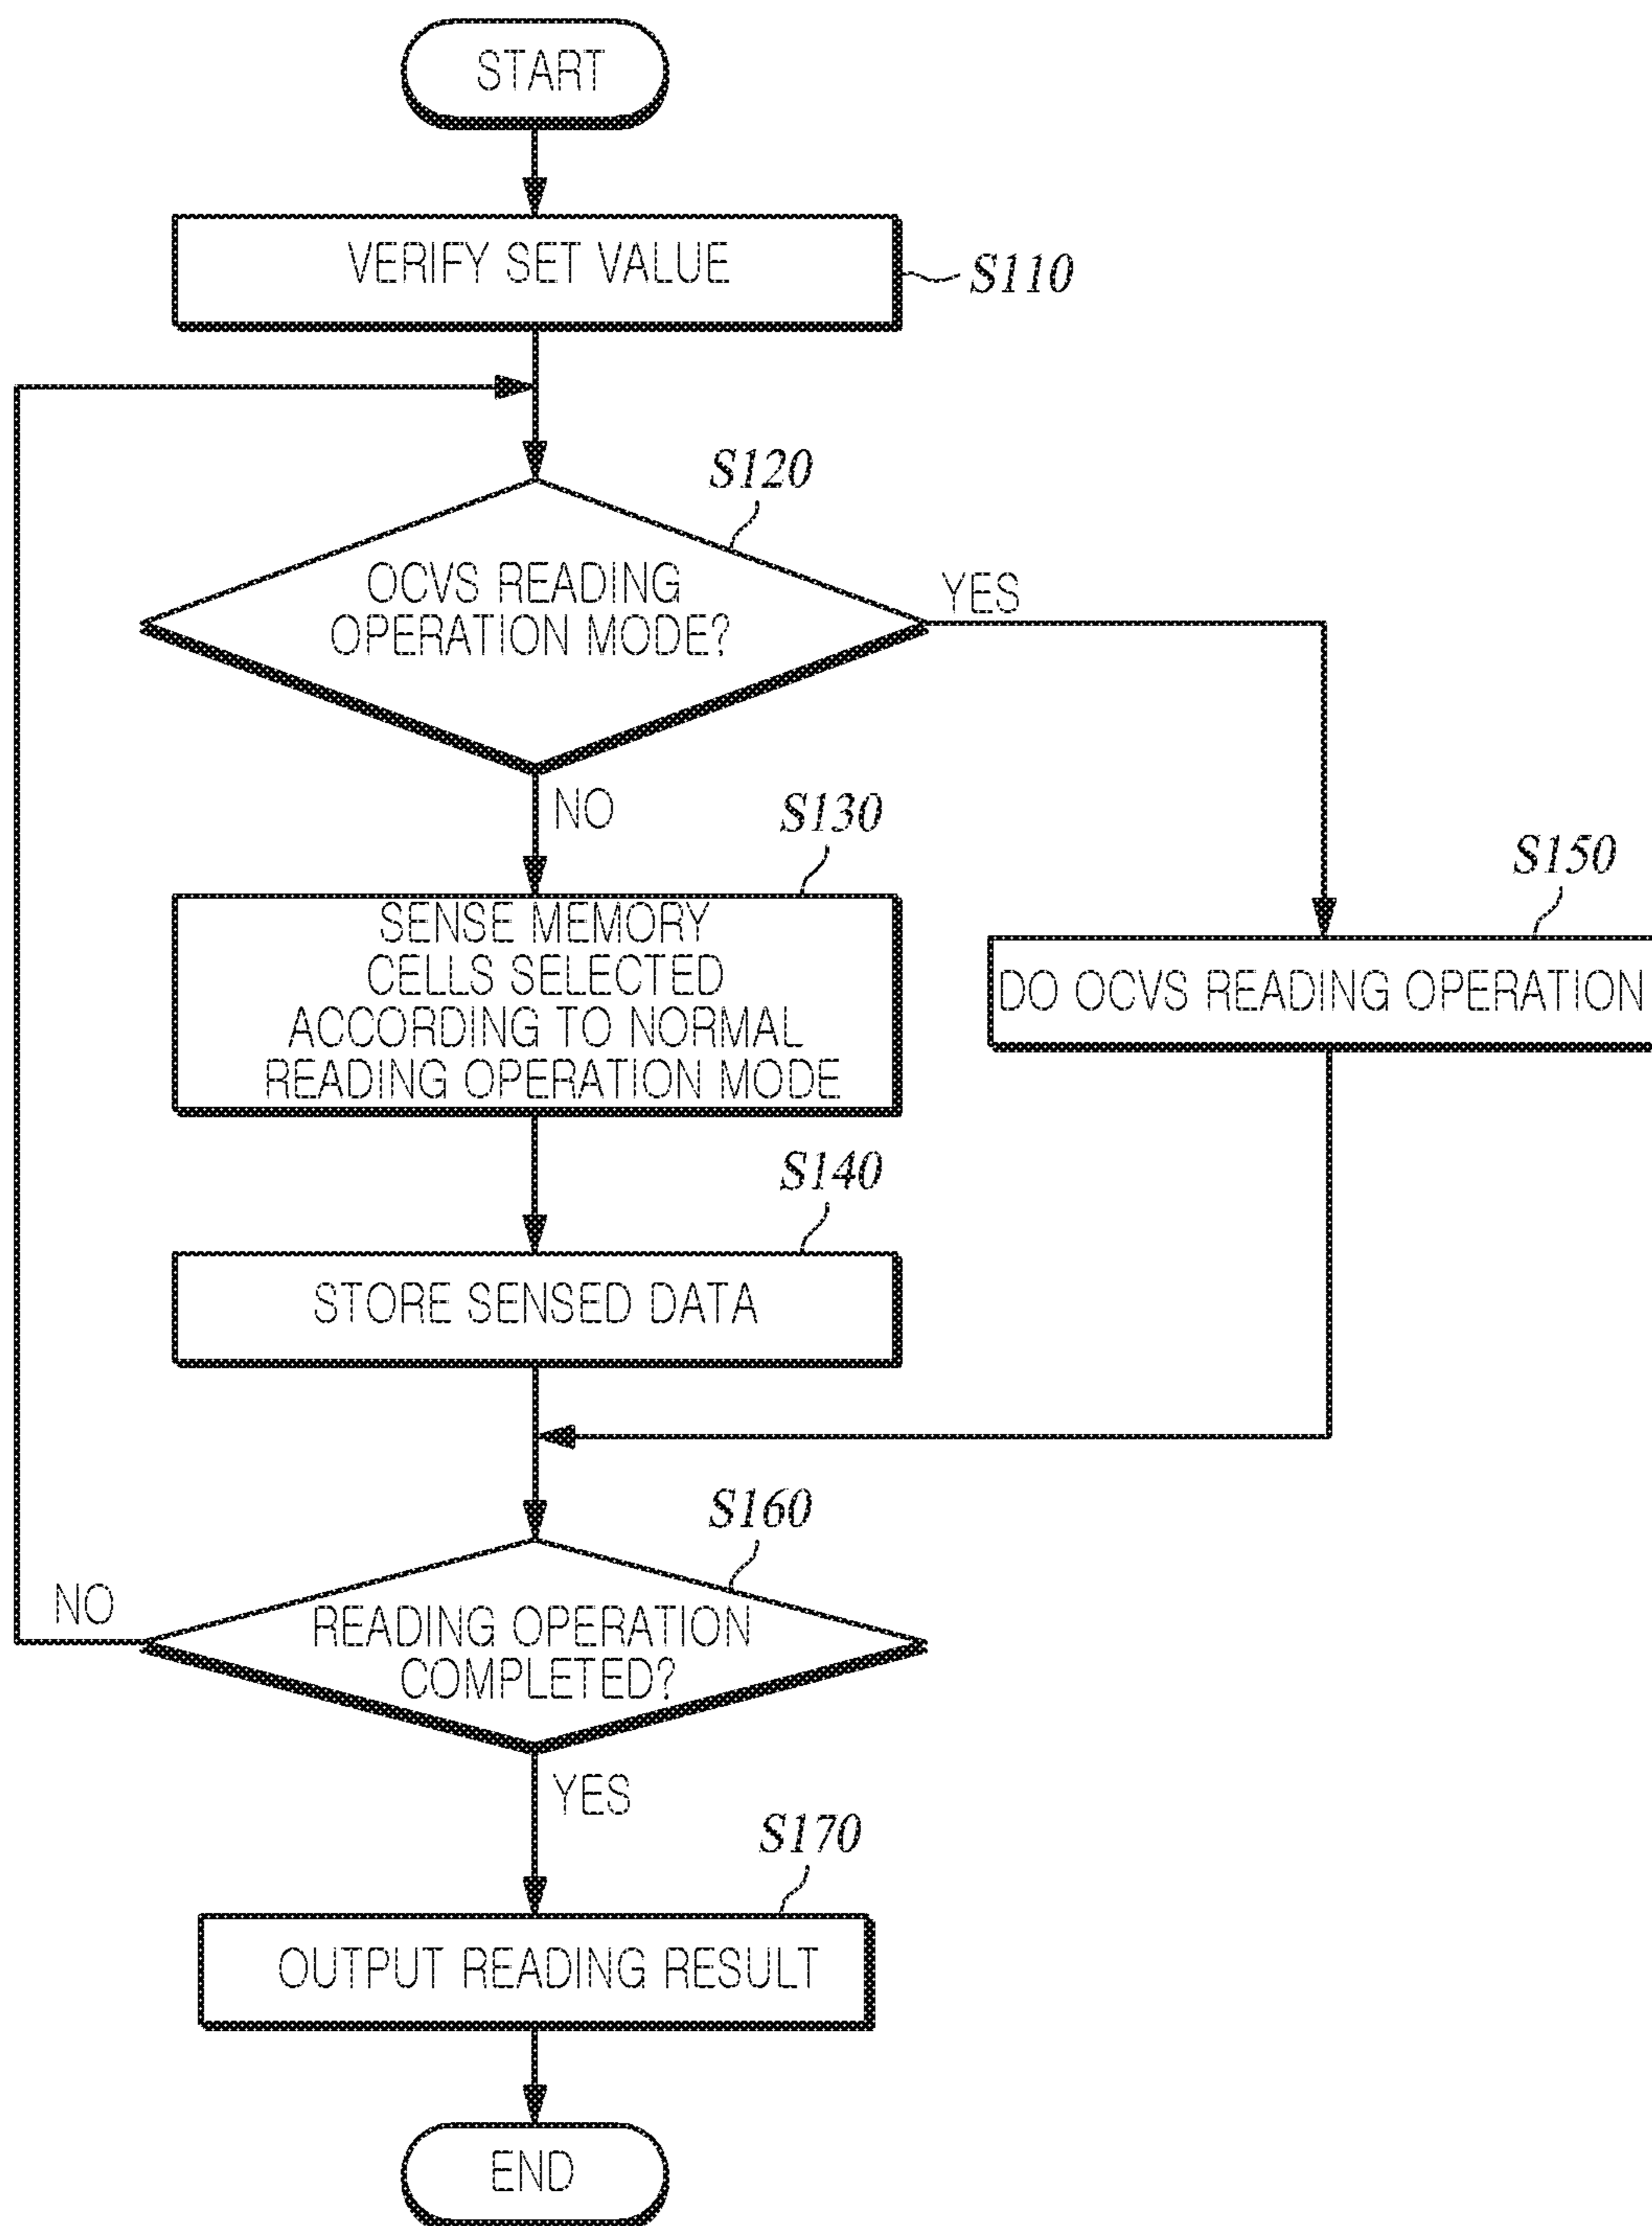 START
VERIFY SET VALUE
S110
S120
OCVS READING
OPERATION MODE?
YES
NO
S130
SENSE MEMORY
CELLS SELECTED
ACCORDING TO NORMAL
READING OPERATION MODE
S150
DO OCVS READING OPERATION
S140
STORE SENSED DATA
S160
NO
READING OPERATION
COMPLETED?
YES
S170
OUTPUT READING RESULT
END